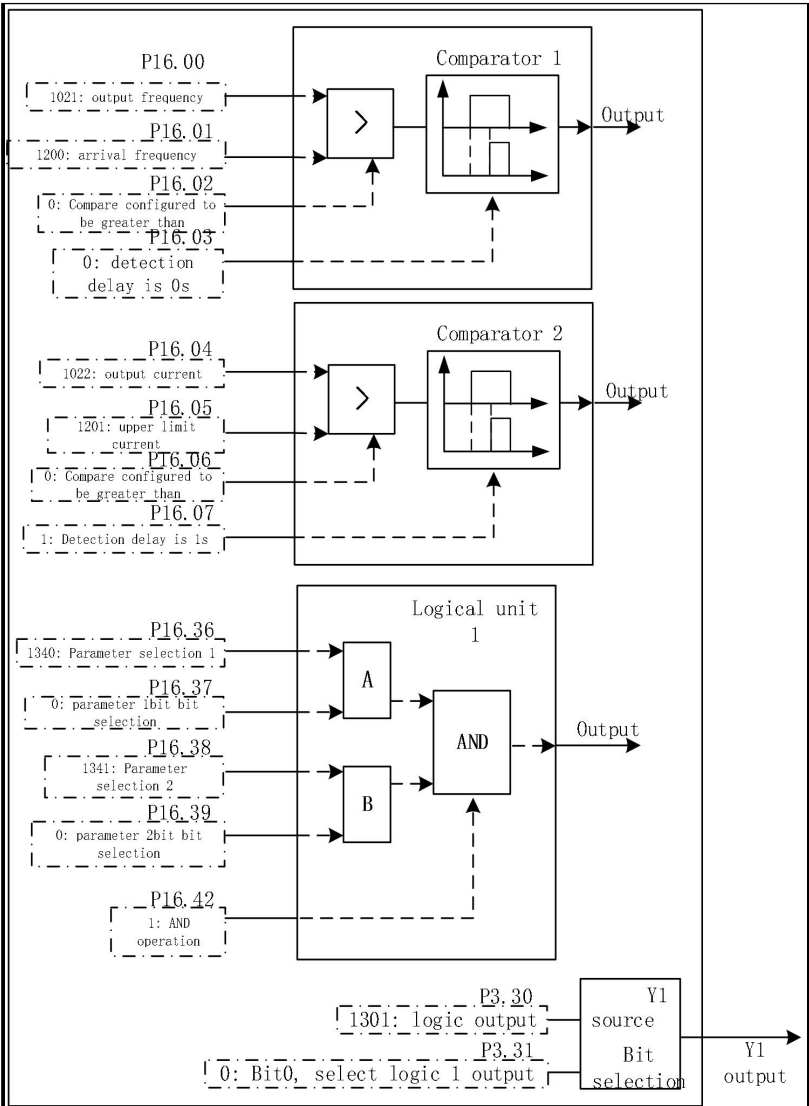 P16.00
1021: output frequency
P16.01
1200: arrival frequency
P16.02
0: Compare configured to
be greater than
P16.03
0: detection
delay is 0s
>
Comparator 1
Output
P16.04
1022: output current
P16.05
1201: upper limit
current
P16.06
0: Compare configured to
be greater than
P16.07
1: Detection delay is 1s
>
Comparator 2
Output
P16.36
1340: Parameter selection 1
P16.37
0: parameter 1bit bit
selection
P16.38
1341: Parameter
selection 2
P16.39
0: parameter 2bit bit
selection
P16.42
1: AND
operation
Logical unit
1
A
B
AND
Output
P3.30
1301: logic output
P3.31
0: Bit0, select logic 1 output
Y1
source
Bit
selection
Y1
output